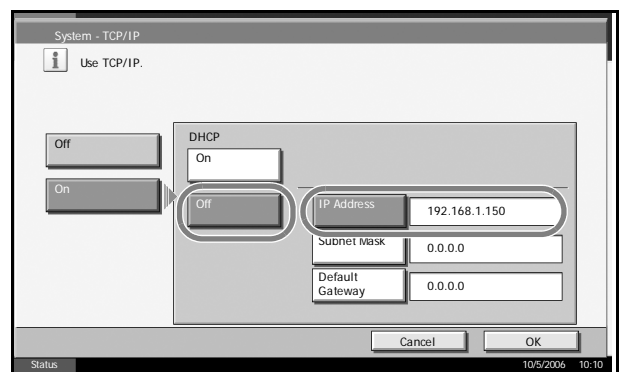 System - TCP/IP
Use TCP/IP.
Off
On
DHCP
On
Off
IP Address
192.168.1.150
Subnet Mask
0.0.0.0
Default
Gateway
0.0.0.0
Cancel
OK
Status
10/5/2006 10:10